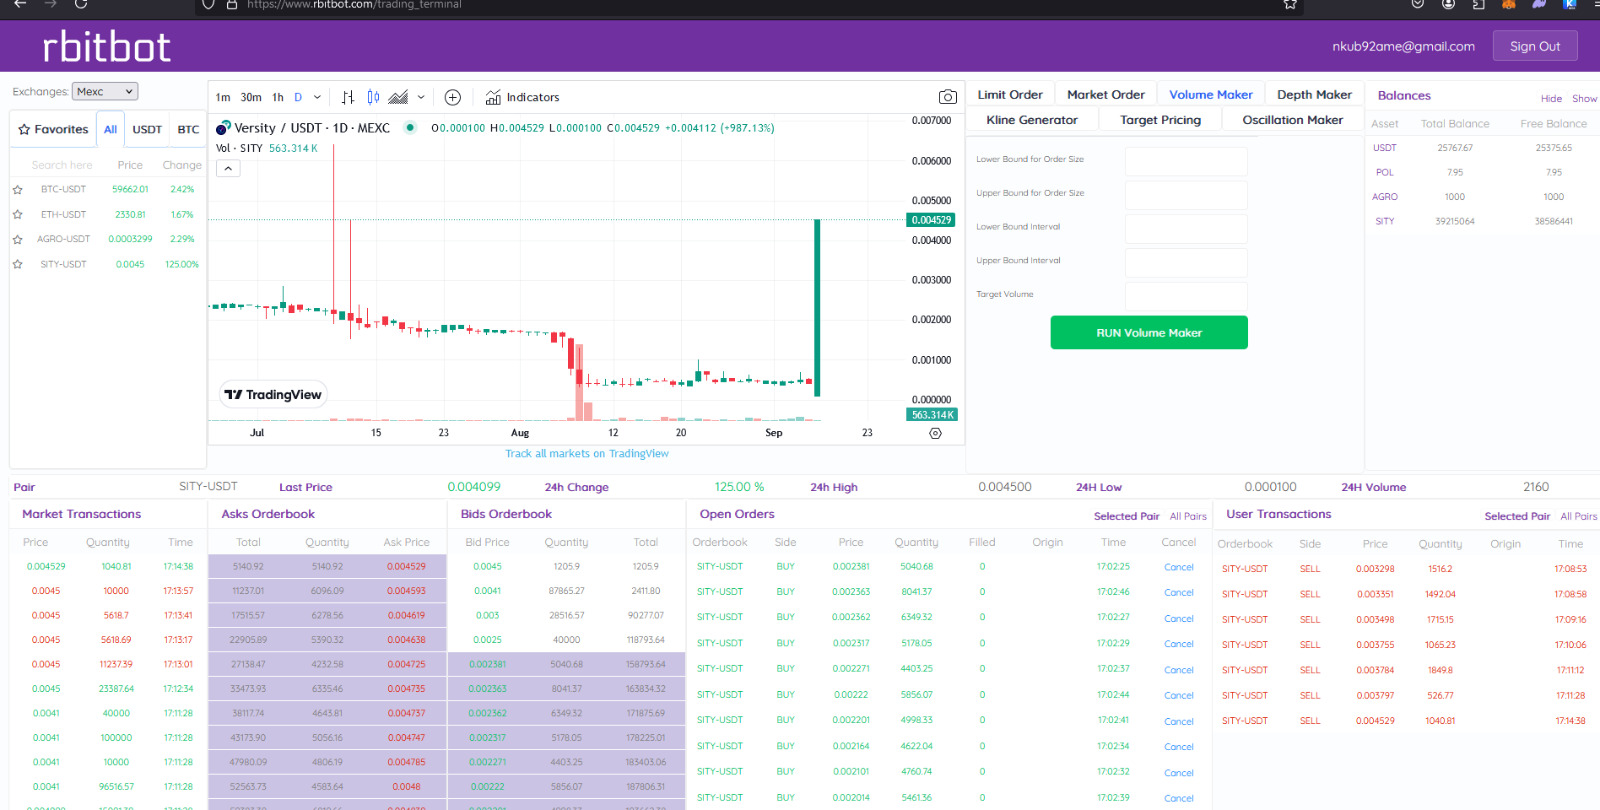 https://www.rbitbot.com/trading_terminal
rbitbot
nkub92ame@gmail.com
Sign Out
Exchanges: Mexc
Favorites All USDT BTC
Search here Price Change
BTC-USDT 59662.01 2.42%
ETH-USDT 2330.81 1.67%
AGRO-USDT 0.0003299 2.29%
SITY-USDT 0.0045 125.00%
1m 30m 1h D Indicators
Versity / USDT · 1D · MEXC O0.000100 H0.004529 L0.000100 C0.004529 +0.004112 (+987.13%)
Vol · SITY 563.314 K
0.007000
0.006000
0.005000
0.004529
0.004000
0.003000
0.002000
0.001000
0.000000
563.314 K
TradingView
Jul 15 23 Aug 12 20 Sep 23
Track all markets on TradingView
Limit Order Market Order Volume Maker Depth Maker
Kline Generator Target Pricing Oscillation Maker
Lower Bound for Order Size
Upper Bound for Order Size
Lower Bound Interval
Upper Bound Interval
Target Volume
RUN Volume Maker
Balances Hide Show
Asset Total Balance Free Balance
USDT 25767.67 25375.65
POL 7.95 7.95
AGRO 1000 1000
SITY 39215064 38586441
Pair SITY-USDT Last Price 0.004099 24h Change 125.00 % 24h High 0.004500 24H Low 0.000100 24H Volume 2160
Market Transactions
Price Quantity Time
0.004529 1040.81 17:14:38
0.0045 10000 17:13:57
0.0045 5618.7 17:13:41
0.0045 5618.69 17:13:17
0.0045 11237.39 17:13:01
0.0045 23387.64 17:12:34
0.0041 40000 17:11:28
0.0041 100000 17:11:28
0.0041 10000 17:11:28
0.0041 96516.57 17:11:28
Asks Orderbook
Total Quantity Ask Price
5140.92 5140.92 0.004529
11237.01 6096.09 0.004593
17515.57 6278.56 0.004619
22905.89 5390.32 0.004638
27138.47 4232.58 0.004725
33473.93 6335.46 0.004735
38117.74 4643.81 0.004737
43173.90 5056.16 0.004747
47980.09 4806.19 0.004785
52563.73 4583.64 0.0048
Bids Orderbook
Bid Price Quantity Total
0.0045 1205.9 1205.9
0.0041 87865.27 2411.80
0.003 28516.57 90277.07
0.0025 40000 118793.64
0.002381 5040.68 158793.64
0.002363 8041.37 163834.32
0.002362 6349.32 171875.69
0.002317 5178.05 178225.01
0.002271 4403.25 183403.06
0.00222 5856.07 187806.31
Open Orders Selected Pair All Pairs
Orderbook Side Price Quantity Filled Origin Time Cancel
SITY-USDT BUY 0.002381 5040.68 0 17:02:25 Cancel
SITY-USDT BUY 0.002363 8041.37 0 17:02:46 Cancel
SITY-USDT BUY 0.002362 6349.32 0 17:02:27 Cancel
SITY-USDT BUY 0.002317 5178.05 0 17:02:29 Cancel
SITY-USDT BUY 0.002271 4403.25 0 17:02:37 Cancel
SITY-USDT BUY 0.00222 5856.07 0 17:02:44 Cancel
SITY-USDT BUY 0.002201 4998.33 0 17:02:41 Cancel
SITY-USDT BUY 0.002164 4622.04 0 17:02:34 Cancel
SITY-USDT BUY 0.002101 4760.74 0 17:02:32 Cancel
SITY-USDT BUY 0.002014 5461.36 0 17:02:39 Cancel
User Transactions Selected Pair All Pairs
Orderbook Side Price Quantity Origin Time
SITY-USDT SELL 0.003298 1516.2 17:08:53
SITY-USDT SELL 0.003351 1492.04 17:08:58
SITY-USDT SELL 0.003498 1715.15 17:09:16
SITY-USDT SELL 0.003755 1065.23 17:10:06
SITY-USDT SELL 0.003784 1849.8 17:11:12
SITY-USDT SELL 0.003797 526.77 17:11:28
SITY-USDT SELL 0.004529 1040.81 17:14:38